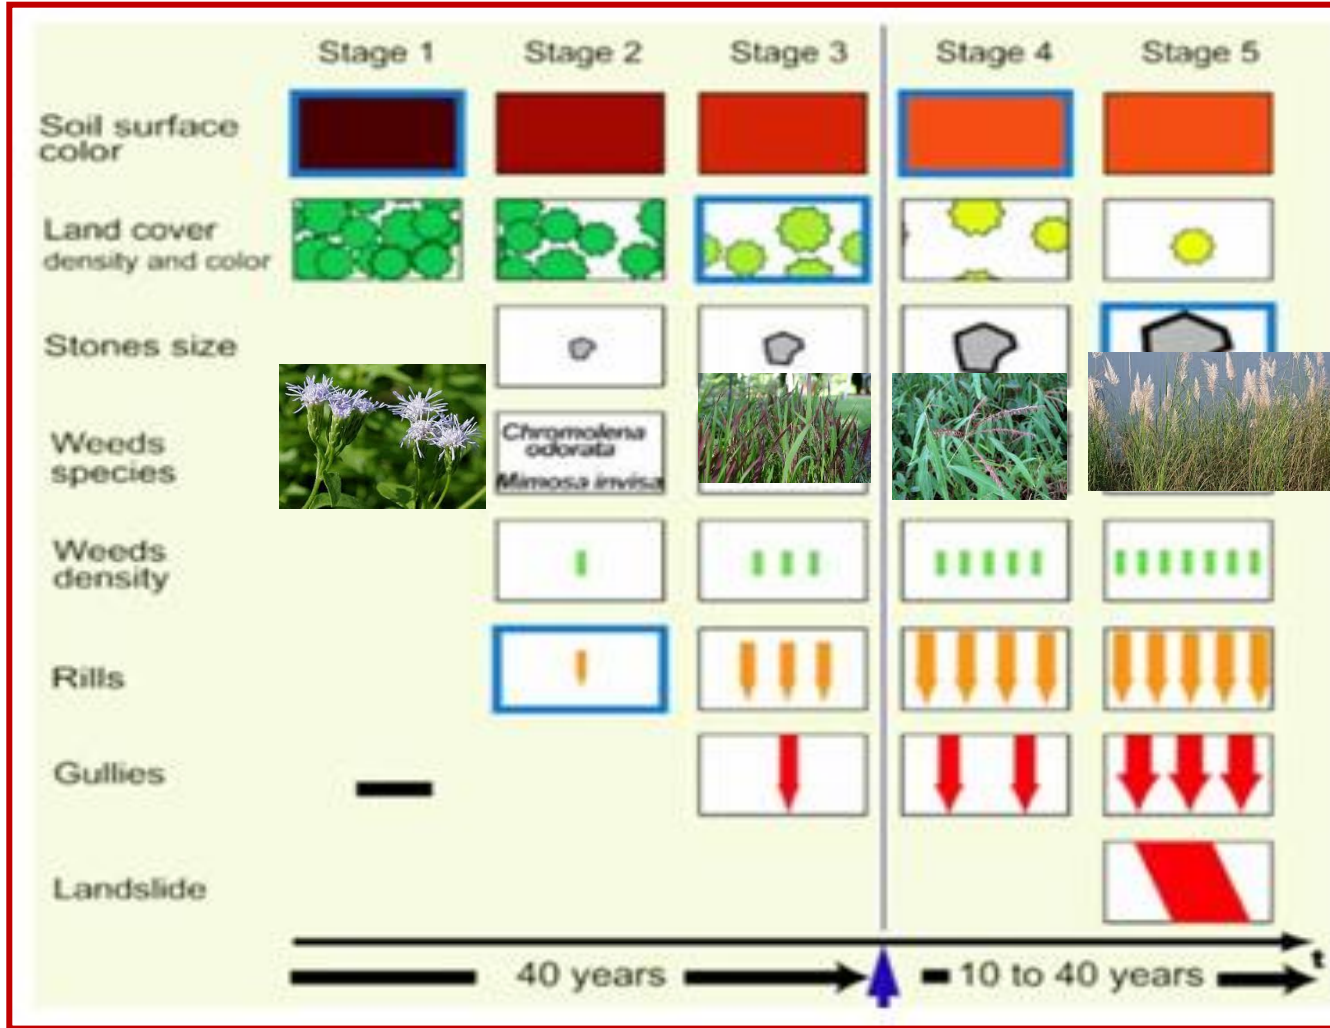 Stage 1 Stage 2 Stage 3 Stage 4 Stage 5
Soil surface
color
Land cover
density and color
Stones size
Weeds
species
Chromolena
odorata
Mimosa invisa
Weeds
density
Rills
Gullies
Landslide
t
40 years
10 to 40 years